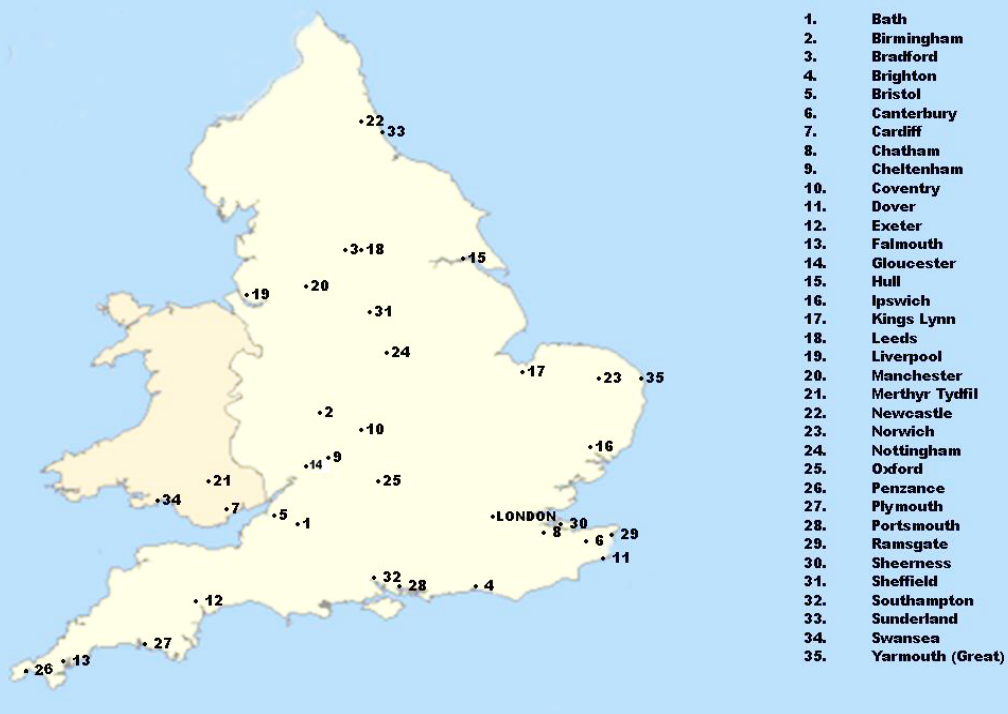 22
33
3 18
15
20
19
31
24
17
23
35
2
10
16
9
14
21
25
34
7
5
1
LONDON
30
8
29
6
11
32
28
4
12
27
13
26
1. Bath
2 Birmingham
3. Bradford
4. Brighton
5. Bristol
6. Canterbury
7. Cardiff
8. Chatham
9. Cheltenham
10. Coventry
11. Dover
12. Exeter
13. Falmouth
14. Gloucester
15. Hull
16. Ipswich
17. Kings Lynn
18. Leeds
19. Liverpool
20. Manchester
21. Merthyr Tydfil
22. Newcastle
23. Norwich
24. Nottingham
25. Oxford
26. Penzance
27. Plymouth
28. Portsmouth
29. Ramsgate
30. Sheerness
31. Sheffield
32. Southampton
33. Sunderland
34. Swansea
35. Yarmouth (Great)